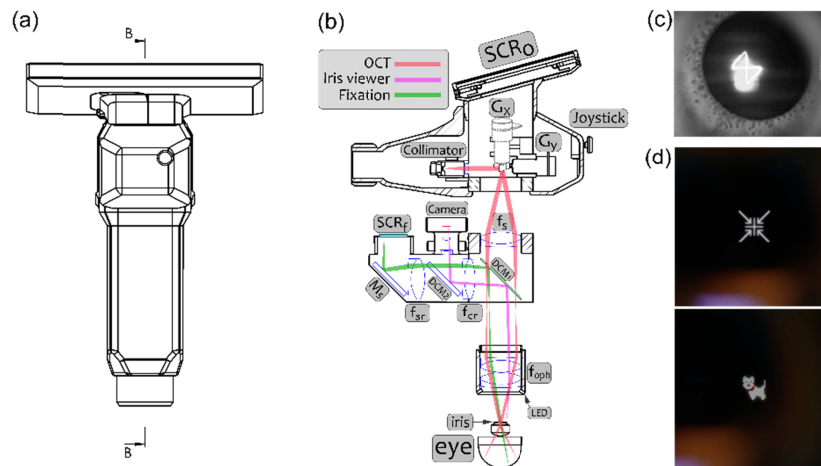 (a)
B
B
(b)
OCT
Iris viewer
Fixation
SCRo
Gx
Gy
Joystick
Collimator
Camera
SCRf
fs
DCM1
DCM2
Ms
fsr
fcr
foph
LED
iris
eye
(c)
(d)